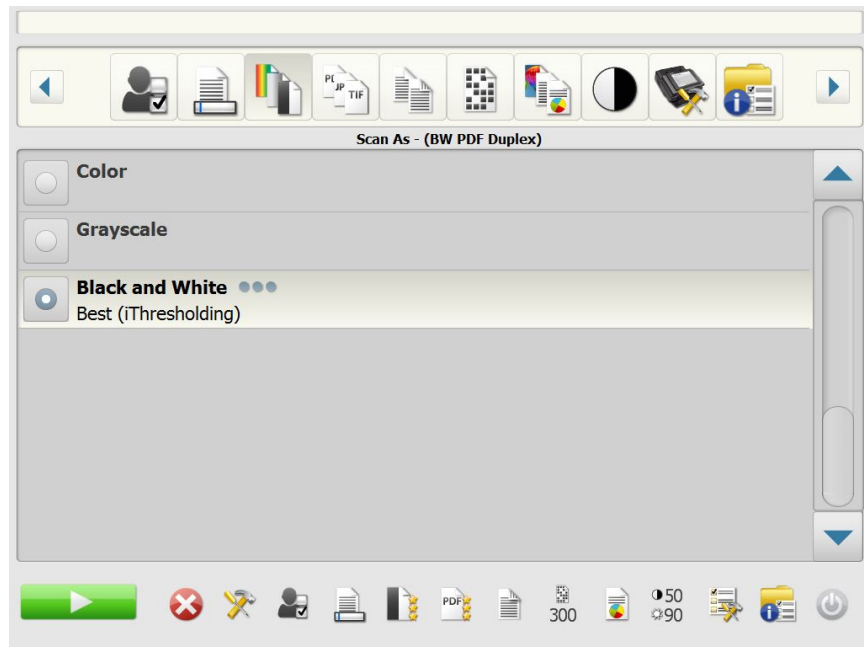 PDF
JP
TIF
Scan As - (BW PDF Duplex)
Color
Grayscale
Black and White
Best (iThresholding)
PDF
300
50
90